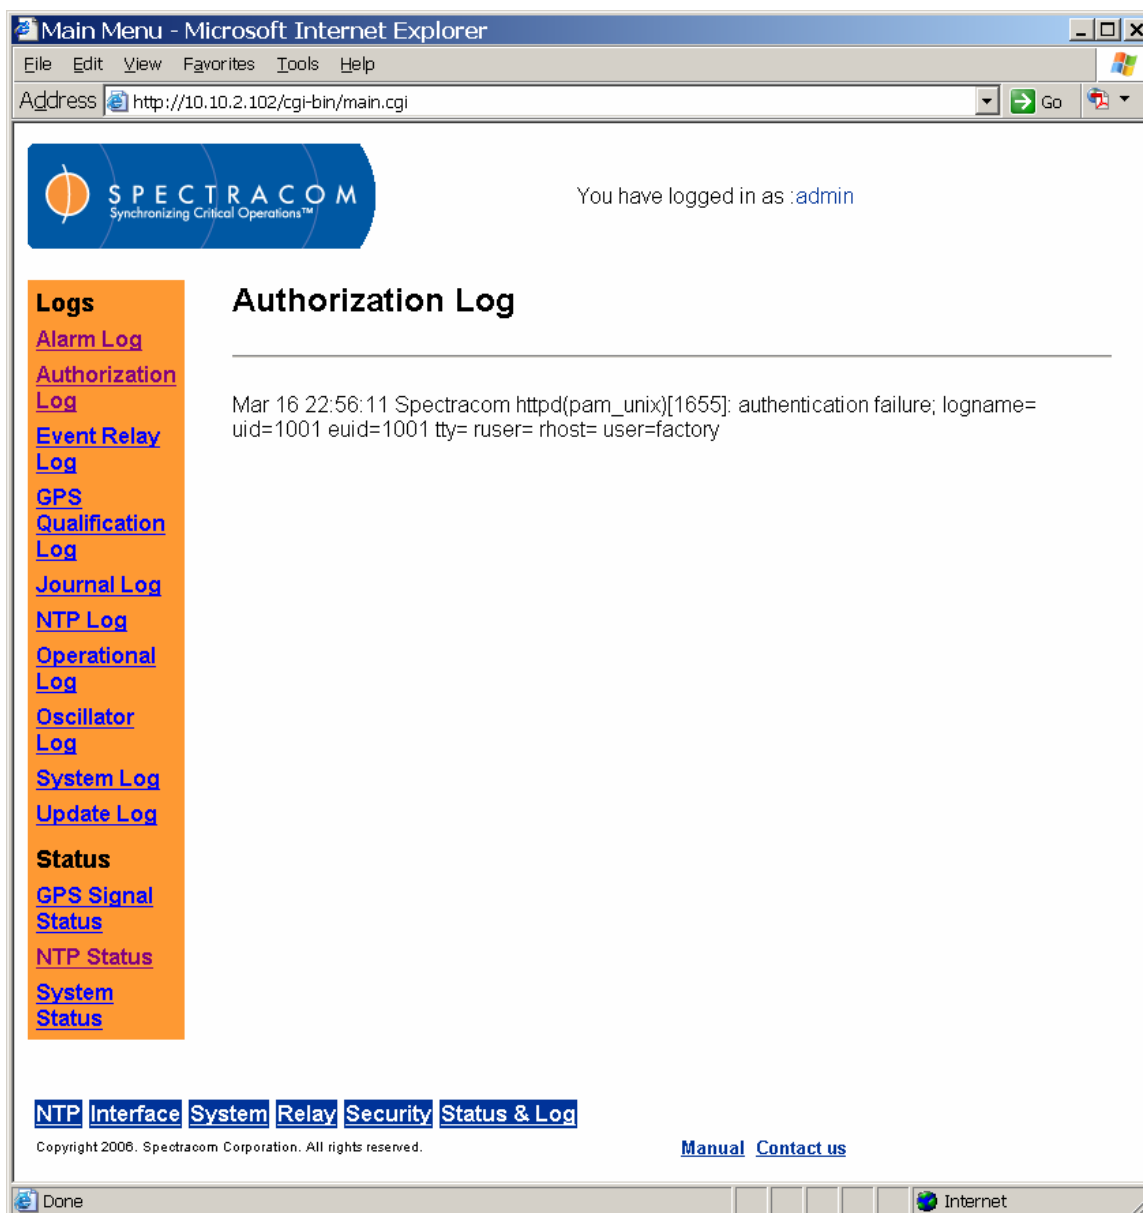 Main Menu - Microsoft Internet Explorer
File Edit View Favorites Tools Help
Address http://10.10.2.102/cgi-bin/main.cgi Go
SPECTRACOM
Synchronizing Critical Operations™
You have logged in as :admin
Logs
Alarm Log
Authorization
Log
Event Relay
Log
GPS
Qualification
Log
Journal Log
NTP Log
Operational
Log
Oscillator
Log
System Log
Update Log
Status
GPS Signal
Status
NTP Status
System
Status
Authorization Log
Mar 16 22:56:11 Spectracom httpd(pam_unix)[1655]: authentication failure; logname=
uid=1001 euid=1001 tty= ruser= rhost= user=factory
NTP Interface System Relay Security Status & Log
Copyright 2006. Spectracom Corporation. All rights reserved.
Manual Contact us
Done Internet